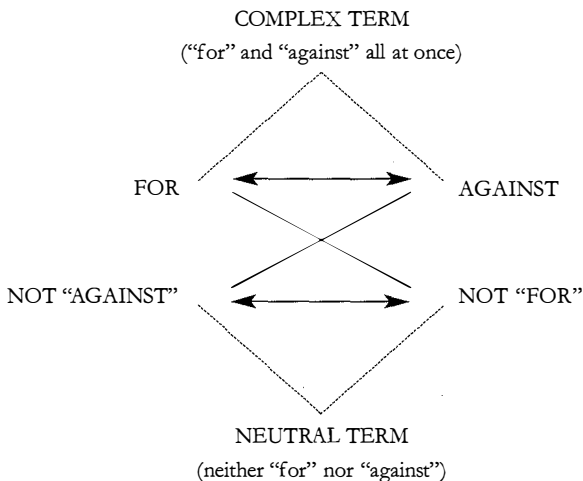 COMPLEX TERM
(“for” and “against” all at once)
FOR
AGAINST
NOT “AGAINST”
NOT “FOR”
NEUTRAL TERM
(neither “for” nor “against”)